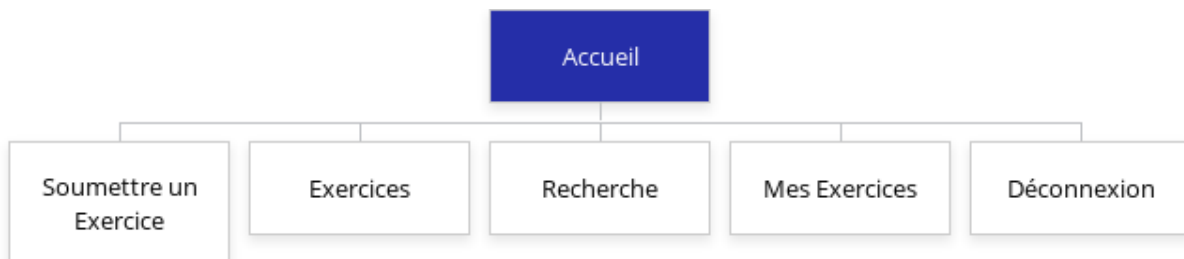 Accueil
Soumettre un
Exercice
Exercices
Recherche
Mes Exercices
Déconnexion